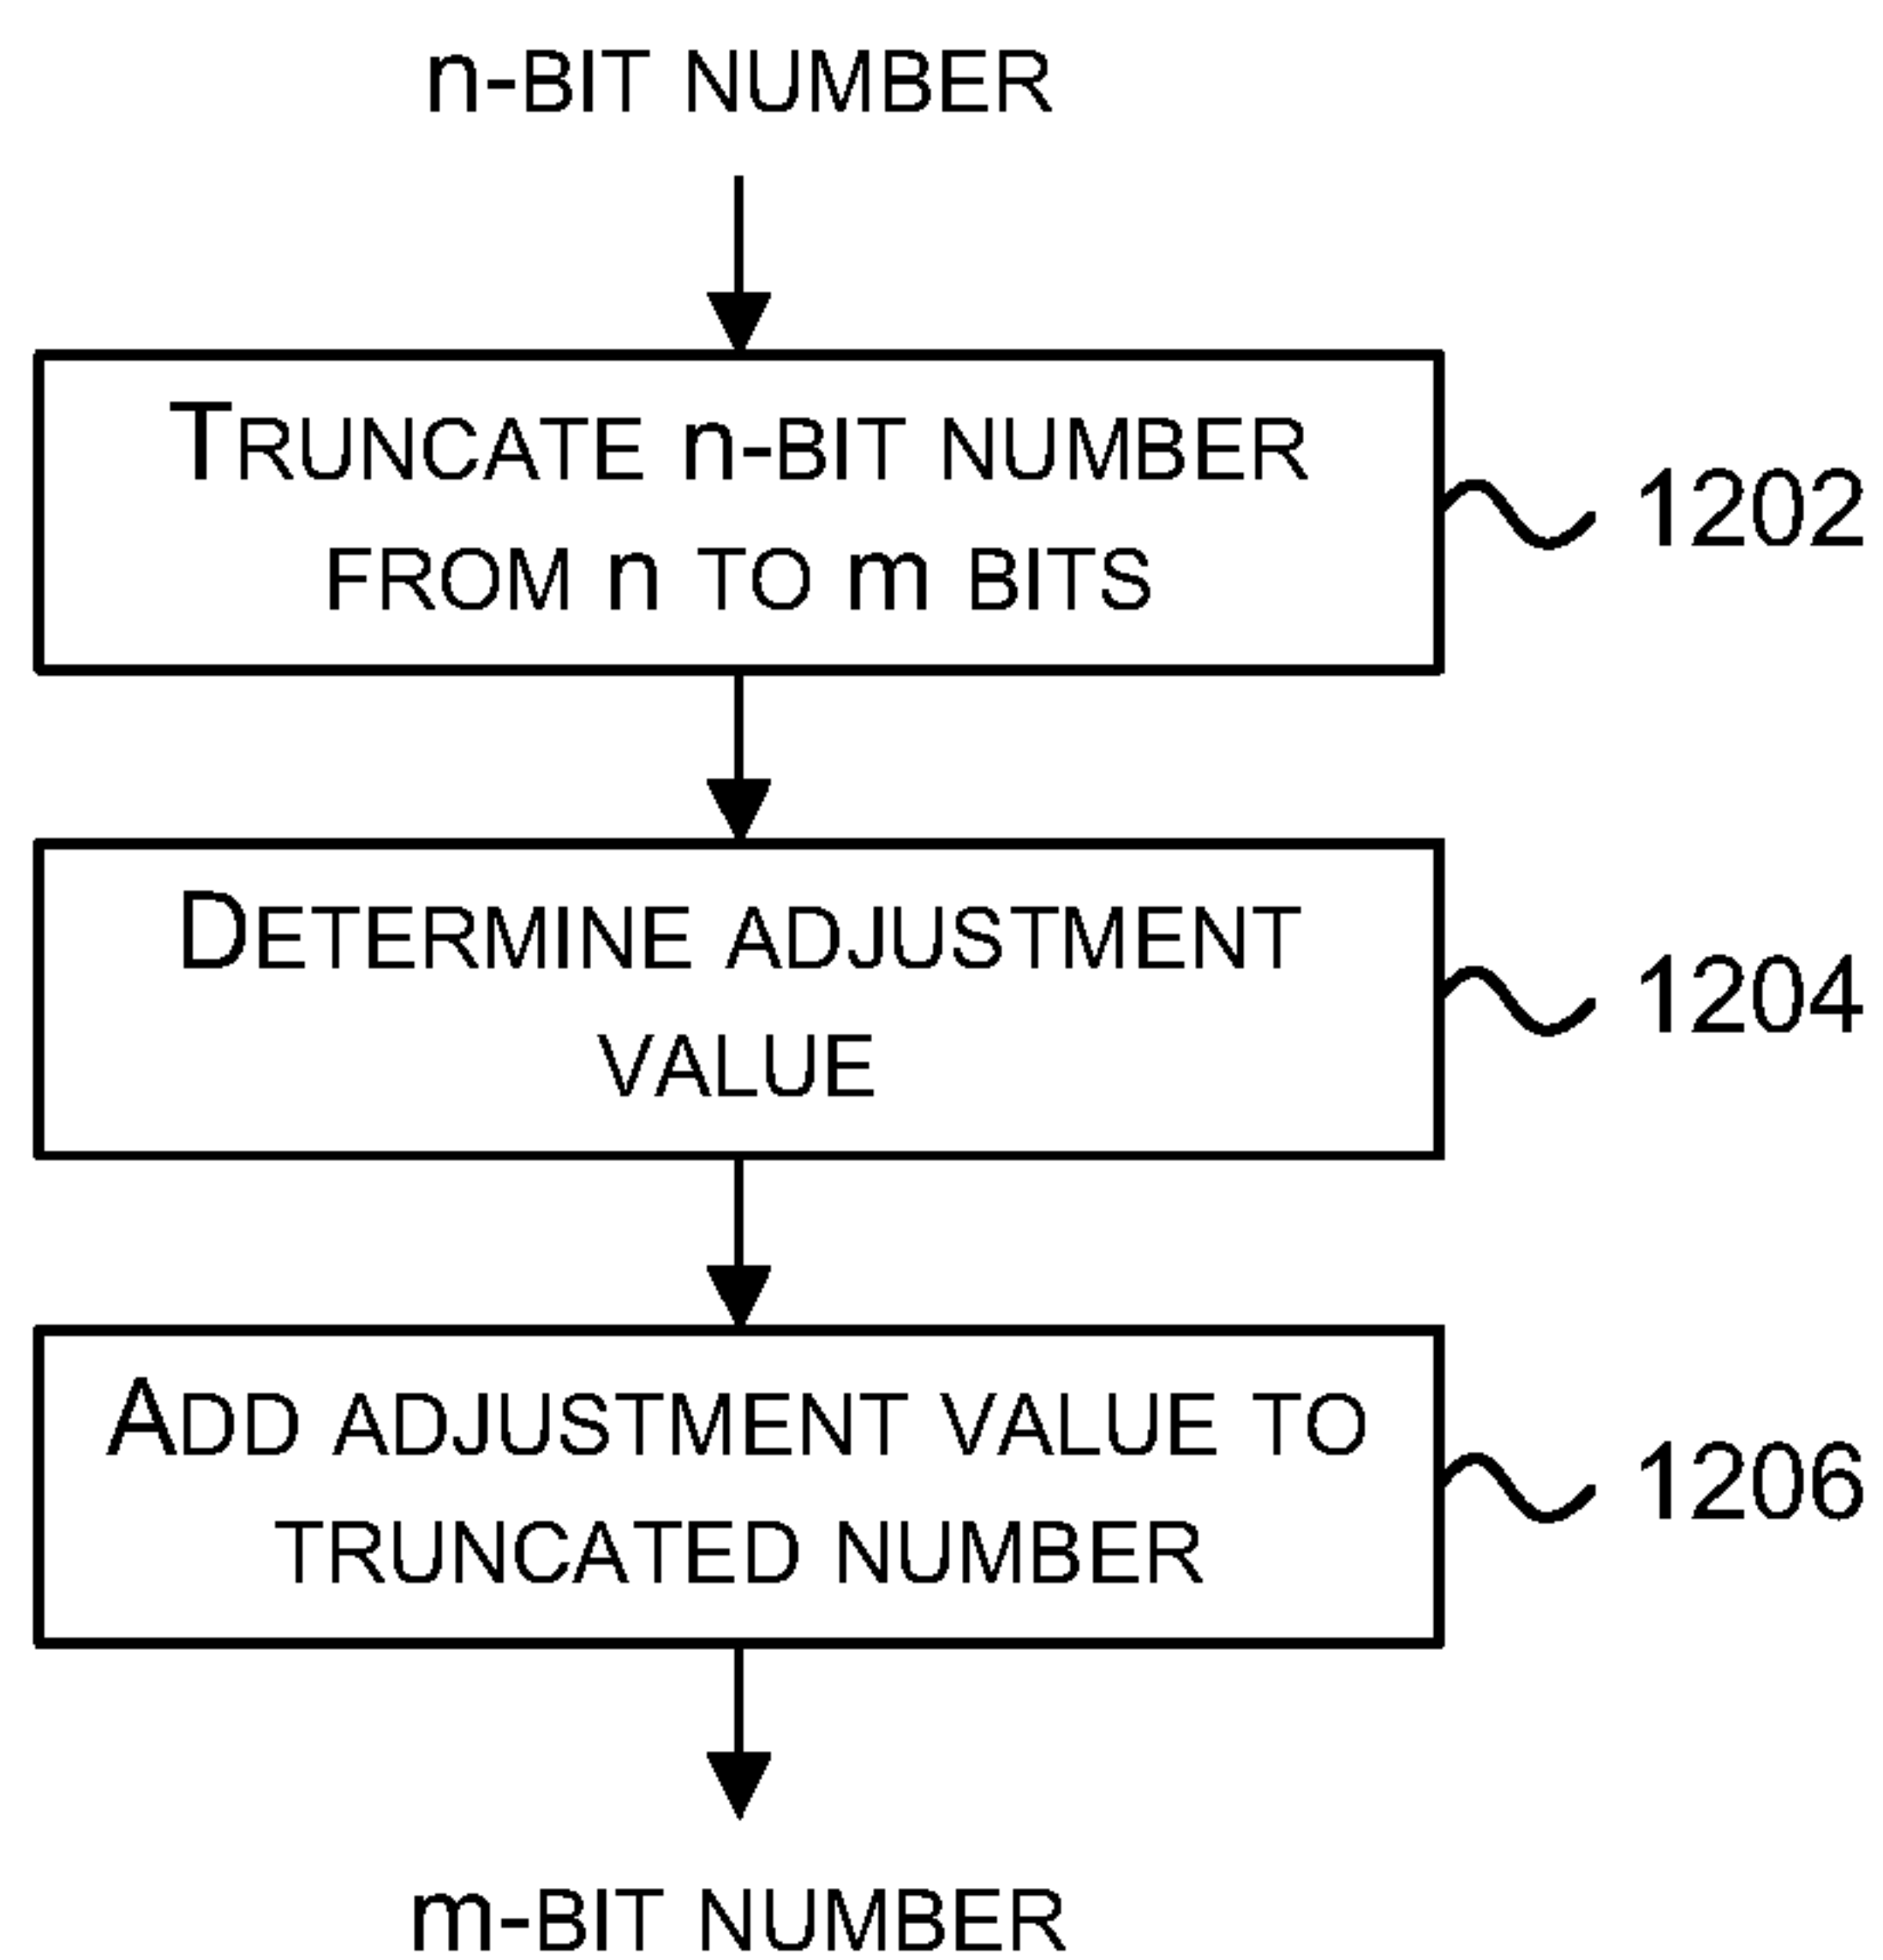 n-BIT NUMBER
TRUNCATE n-BIT NUMBER
FROM n TO m BITS
1202
DETERMINE ADJUSTMENT
VALUE
1204
ADD ADJUSTMENT VALUE TO
TRUNCATED NUMBER
1206
m-BIT NUMBER